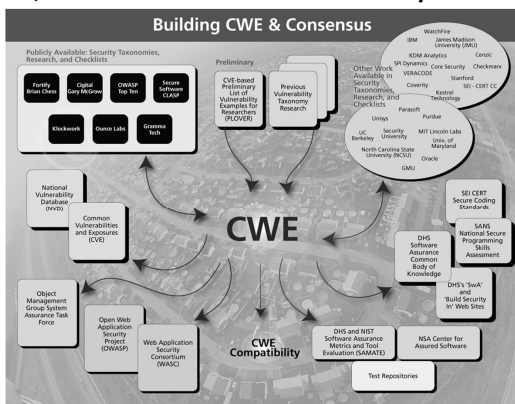 Building CWE & Consensus
Publicly Available: Security Taxonomies,
Research, and Checklists
Fortify
Brian Chess
Cigital
Gary McGraw
OWASP
Top Ten
Secure
Software
CLASP
Klockwork
Ounce Labs
Gramma
Tech
Preliminary
CVE-based
Preliminary
List of
Vulnerability
Examples for
Researchers
(PLOVER)
Previous
Vulnerability
Taxonomy
Research
Other Work
Available in
Security
Taxonomies,
Research, and
Checklists
WatchFire
IBM
James Madison
University (JMU)
KDM Analytics
Cenzic
SPI Dynamics
Core Security
Checkmarx
VERACODE
Stanford
Coverity
SEI - CERT CC
Kestrel
Technology
Parasoft
Unisys
Purdue
UC
Berkeley
Security
University
MIT Lincoln Labs
Univ. of
Maryland
North Carolina State
University (NCSU)
Oracle
GMU
National
Vulnerability
Database
(NVD)
Common
Vulnerabilities
and Exposures
(CVE)
CWE
SEI CERT
Secure Coding
Standards
SANS
National Secure
Programming
Skills
Assessment
DHS
Software
Assurance
Common
Body of
Knowledge
DHS's 'SwA'
and
'Build Security
In' Web Sites
Object
Management
Group System
Assurance Task
Force
Open Web
Application
Security
Project
(OWASP)
Web Application
Security
Consortium
(WASC)
CWE
Compatibility
DHS and NIST
Software Assurance
Metrics and Tool
Evaluation (SAMATE)
NSA Center for
Assured Software
Test Repositories